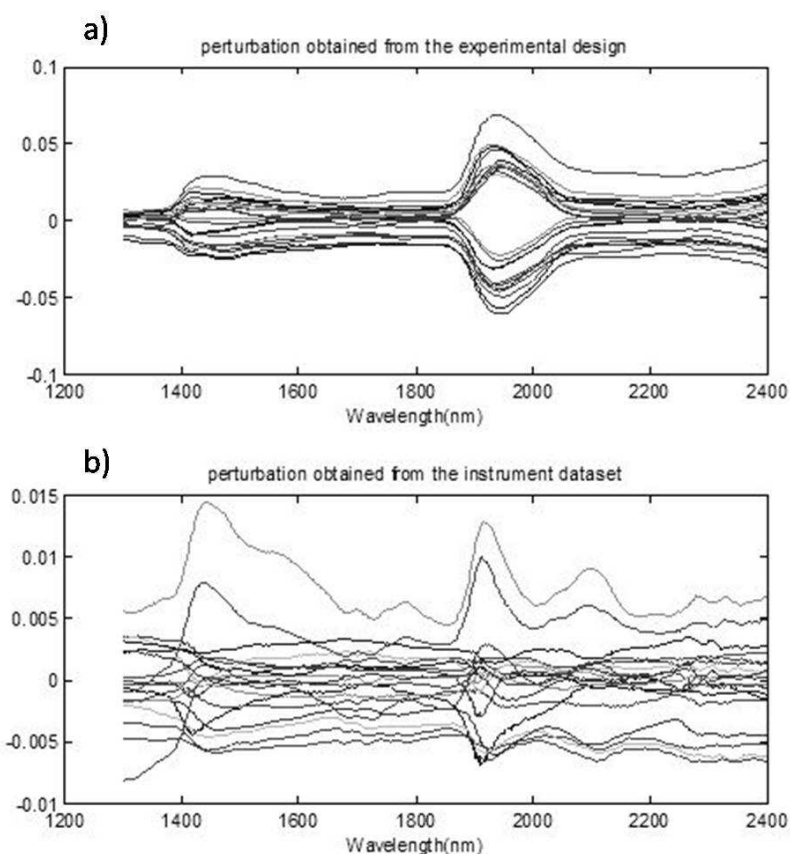 a)
perturbation obtained from the experimental design
0.1
0.05
0
-0.05
-0.1
1200 1400 1600 1800 2000 2200 2400
Wavelength(nm)
b)
perturbation obtained from the instrument dataset
0.015
0.01
0.005
0
-0.005
-0.01
1200 1400 1600 1800 2000 2200 2400
Wavelength(nm)